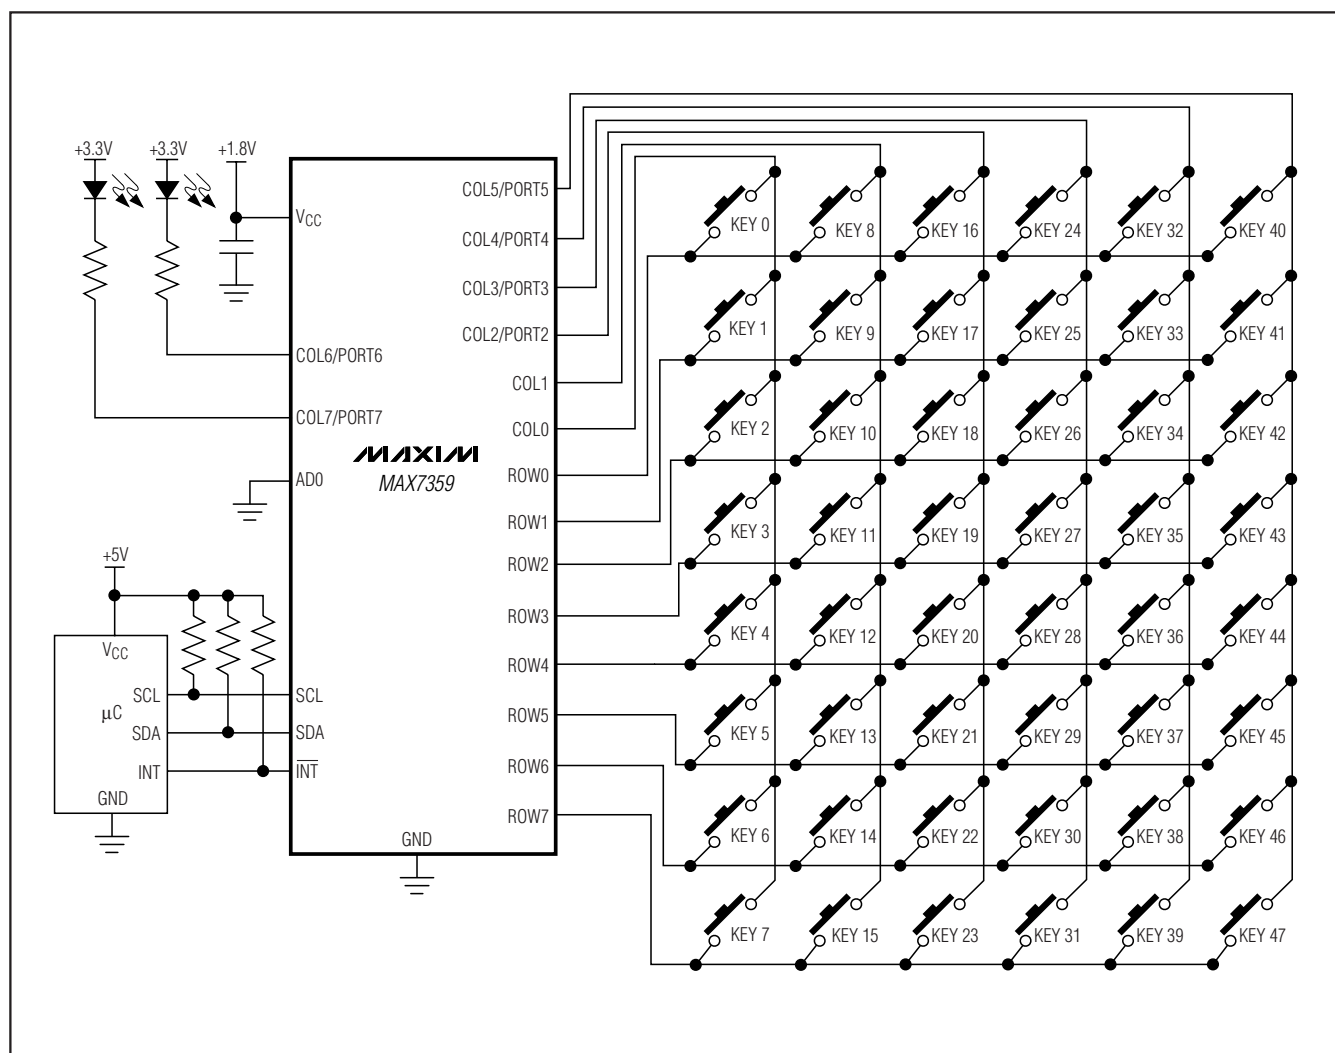 +3.3V +3.3V +1.8V
VCC
COL6/PORT6
COL7/PORT7
AD0
+5V
VCC
SCL
µC
SDA
INT
GND
SCL
SDA
INT
MAXIM
MAX7359
GND
COL5/PORT5
COL4/PORT4
COL3/PORT3
COL2/PORT2
COL1
COL0
ROW0
ROW1
ROW2
ROW3
ROW4
ROW5
ROW6
ROW7
KEY 0 KEY 8 KEY 16 KEY 24 KEY 32 KEY 40
KEY 1 KEY 9 KEY 17 KEY 25 KEY 33 KEY 41
KEY 2 KEY 10 KEY 18 KEY 26 KEY 34 KEY 42
KEY 3 KEY 11 KEY 19 KEY 27 KEY 35 KEY 43
KEY 4 KEY 12 KEY 20 KEY 28 KEY 36 KEY 44
KEY 5 KEY 13 KEY 21 KEY 29 KEY 37 KEY 45
KEY 6 KEY 14 KEY 22 KEY 30 KEY 38 KEY 46
KEY 7 KEY 15 KEY 23 KEY 31 KEY 39 KEY 47